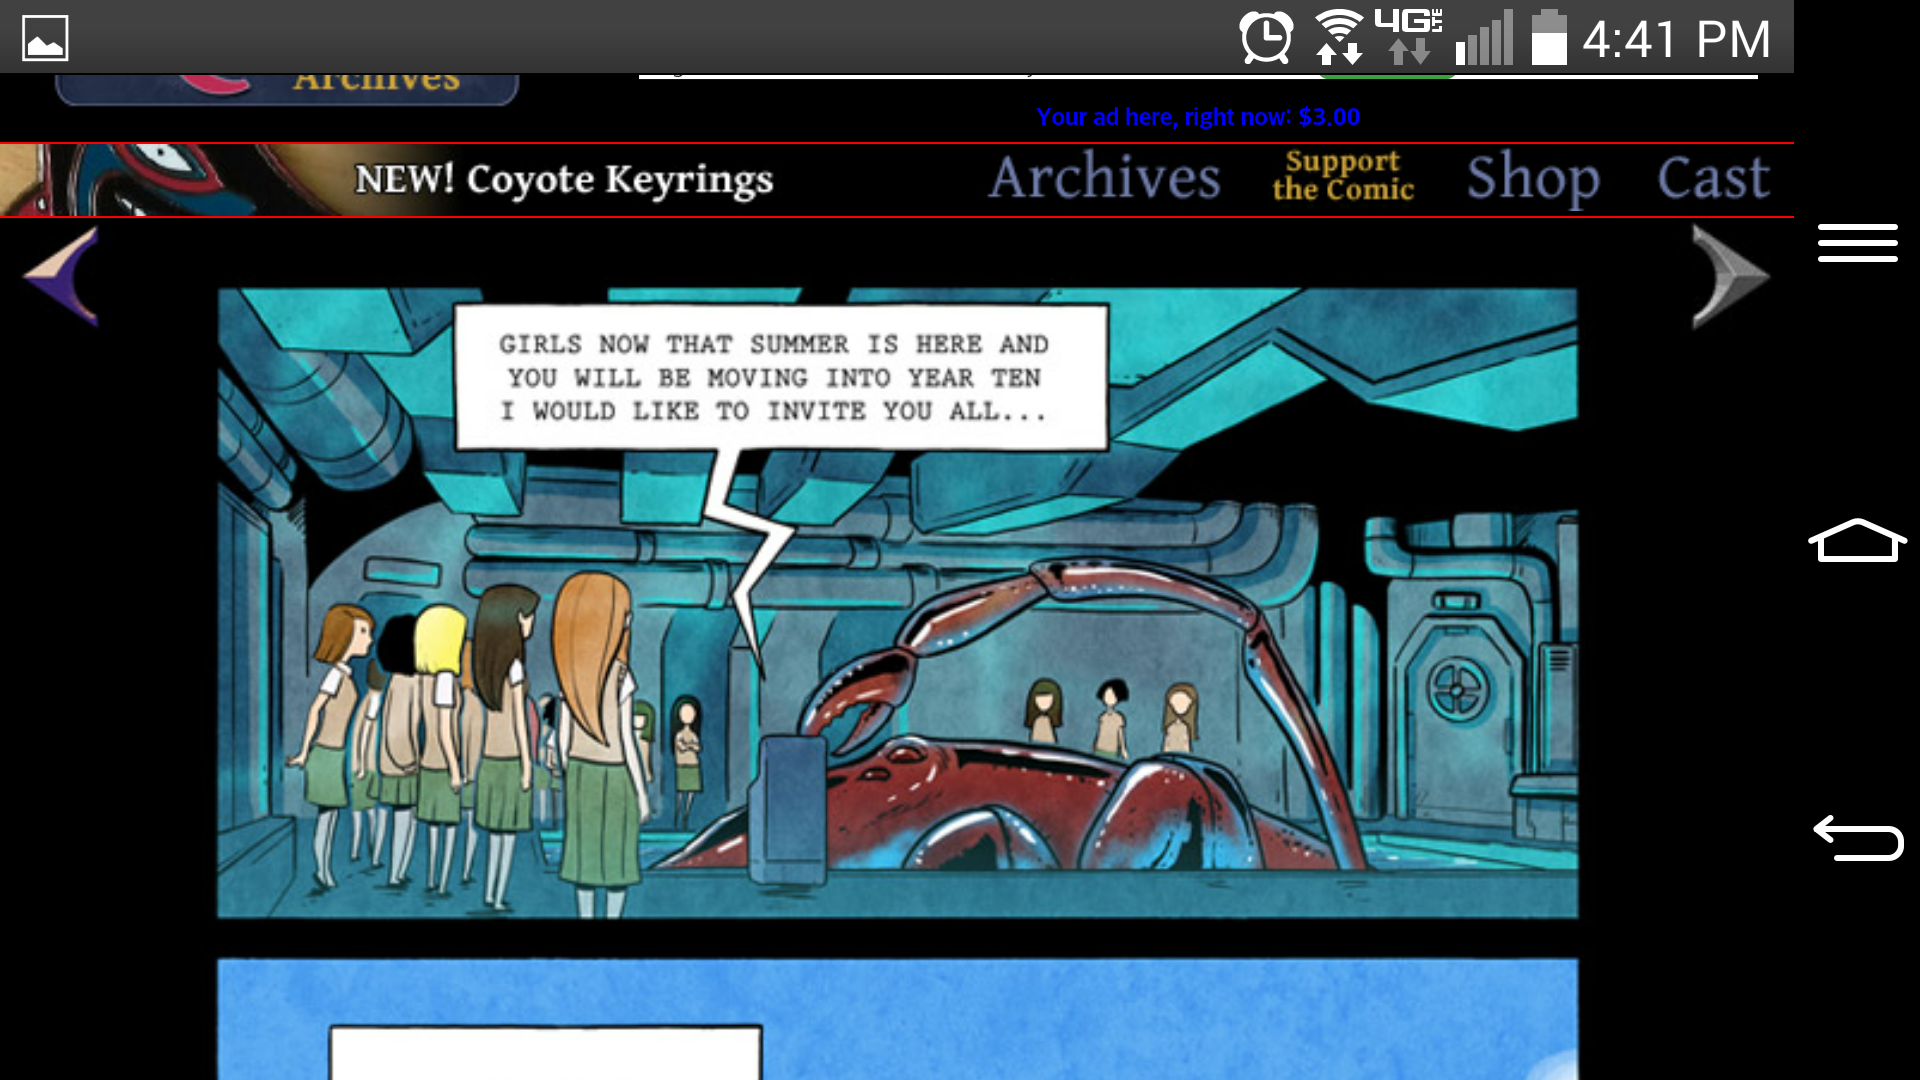 4G LTE 4:41 PM
Archives
Your ad here, right now: $3.00
NEW! Coyote Keyrings
Archives
Support
the Comic
Shop
Cast
GIRLS NOW THAT SUMMER IS HERE AND
YOU WILL BE MOVING INTO YEAR TEN
I WOULD LIKE TO INVITE YOU ALL...